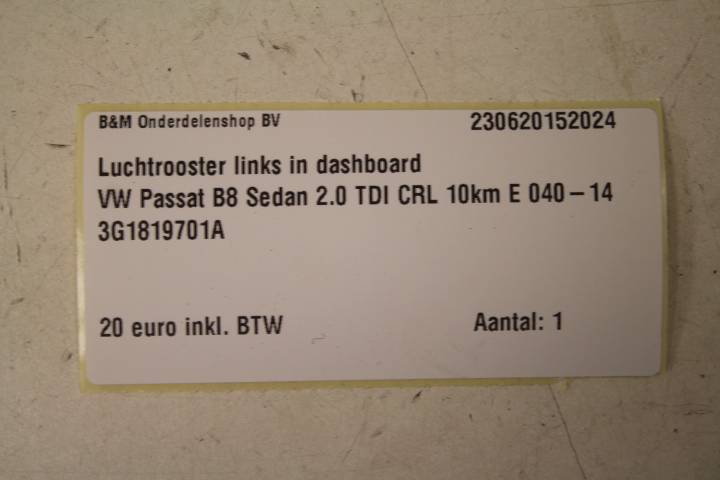 B&M Onderdelenshop BV 230620152024
Luchtrooster links in dashboard
VW Passat B8 Sedan 2.0 TDI CRL 10km E 040-14
3G1819701A
20 euro inkl. BTW Aantal: 1